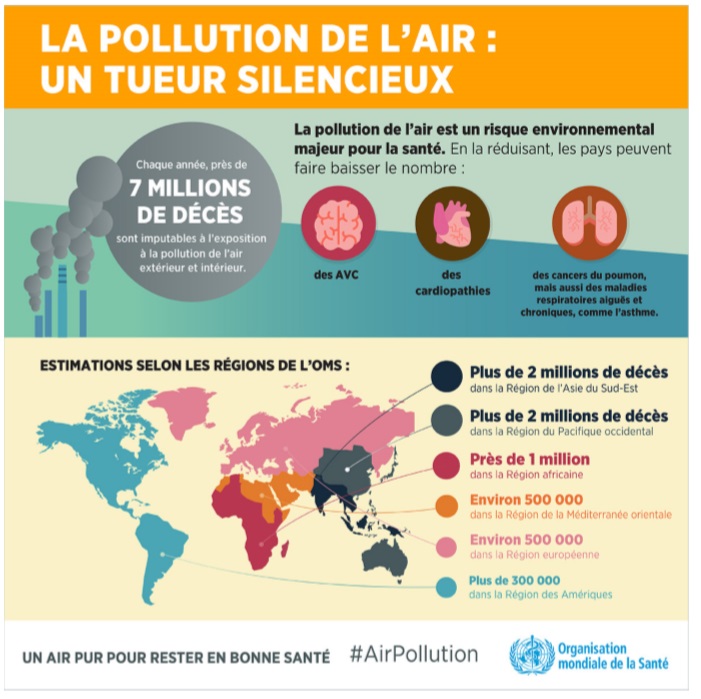 LA POLLUTION DE L'AIR :
UN TUEUR SILENCIEUX
Chaque année, près de
7 MILLIONS
DE DÉCÈS
sont imputables à l'exposition
à la pollution de l'air
extérieur et intérieur.
La pollution de l'air est un risque environnemental
majeur pour la santé. En la réduisant, les pays peuvent
faire baisser le nombre :
des AVC
des
cardiopathies
des cancers du poumon,
mais aussi des maladies
respiratoires aiguës et
chroniques, comme l'asthme.
ESTIMATIONS SELON LES RÉGIONS DE L'OMS :
Plus de 2 millions de décès
dans la Région de l'Asie du Sud-Est
Plus de 2 millions de décès
dans la Région du Pacifique occidental
Près de 1 million
dans la Région africaine
Environ 500 000
dans la Région de la Méditerranée orientale
Environ 500 000
dans la Région européenne
Plus de 300 000
dans la Région des Amériques
UN AIR PUR POUR RESTER EN BONNE SANTÉ
#AirPollution
Organisation
mondiale de la Santé